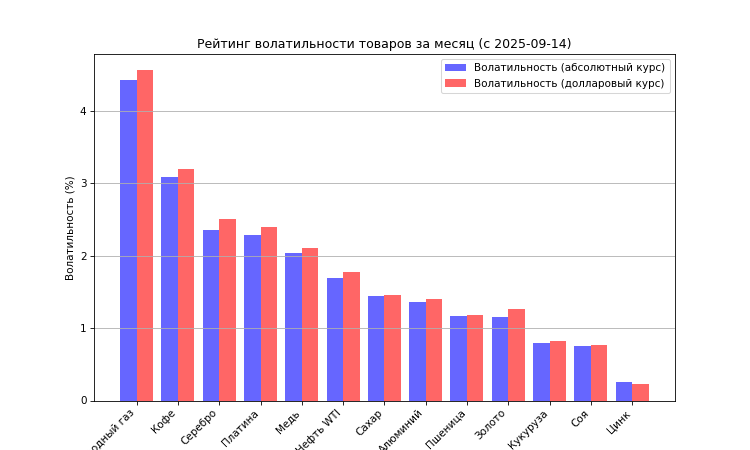 Рейтинг волатильности товаров за месяц (с 2025-09-14)
Волатильность (абсолютный курс)
Волатильность (долларовый курс)
Волатильность (%)
4
3
2
1
0
газ
Кофе
Серебро
Платина
Медь
Нефть WTI
Сахар
Алюминий
Пшеница
Золото
Кукуруза
Соя
Цинк